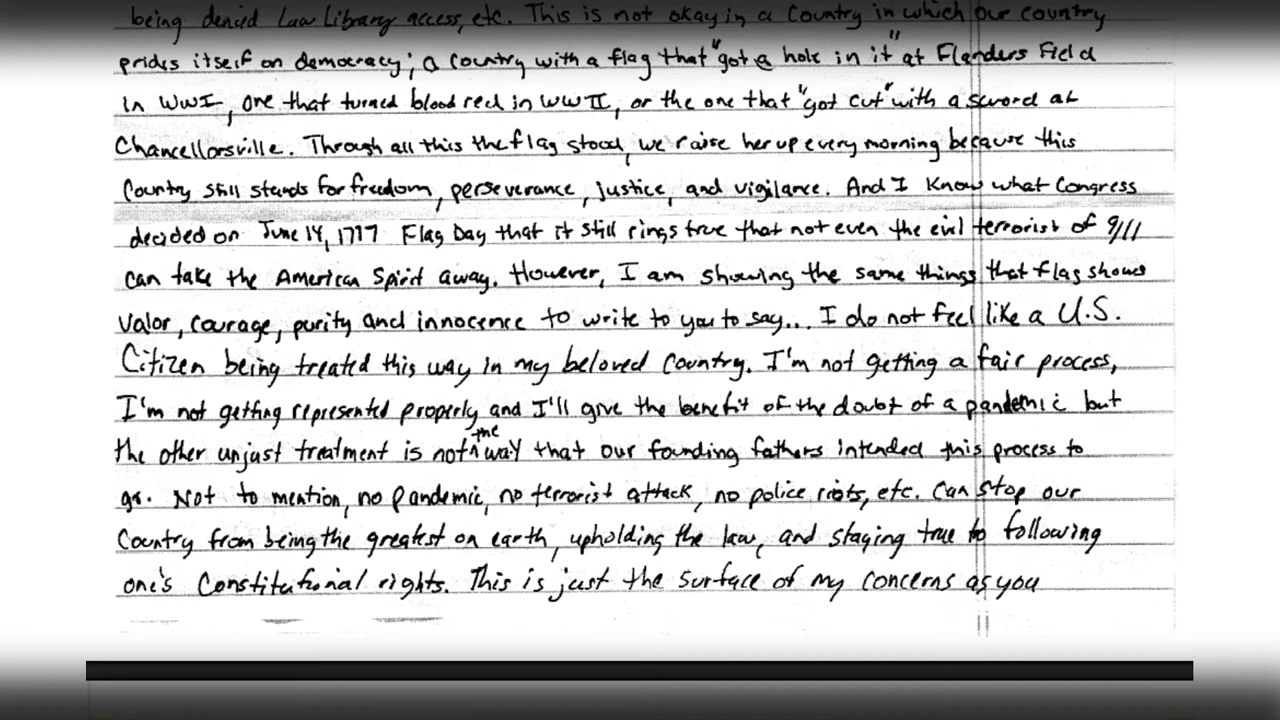 being denied Law Library access, etc. This is not okay in a Country in which our country
prides itself on democracy; a country with a flag that "got a hole in it" at Flanders Field
in WWI, one that turned blood red in WWII, or the one that "got cut" with a sword at
Chancellorsville. Through all this the flag stood, we raise her up every morning because this
Country still stands for freedom, perseverance, justice, and vigilance. And I know what Congress
decided on June 14, 1777 Flag Day that it still rings true that not even the evil terrorist of 9/11
can take the American Spirit away. However, I am showing the same things that flag shows
valor, courage, purity and innocence to write to you to say... I do not feel like a U.S.
Citizen being treated this way in my beloved Country. I'm not getting a fair process,
I'm not getting represented properly and I'll give the benefit of the doubt of a pandemic but
the other unjust treatment is not the way that our founding fathers intended this process to
go. Not to mention, no pandemic, no terrorist attack, no police riots, etc. Can stop our
Country from being the greatest on earth, upholding the law, and staying true to following
one's Constitutional rights. This is just the surface of my concerns as you